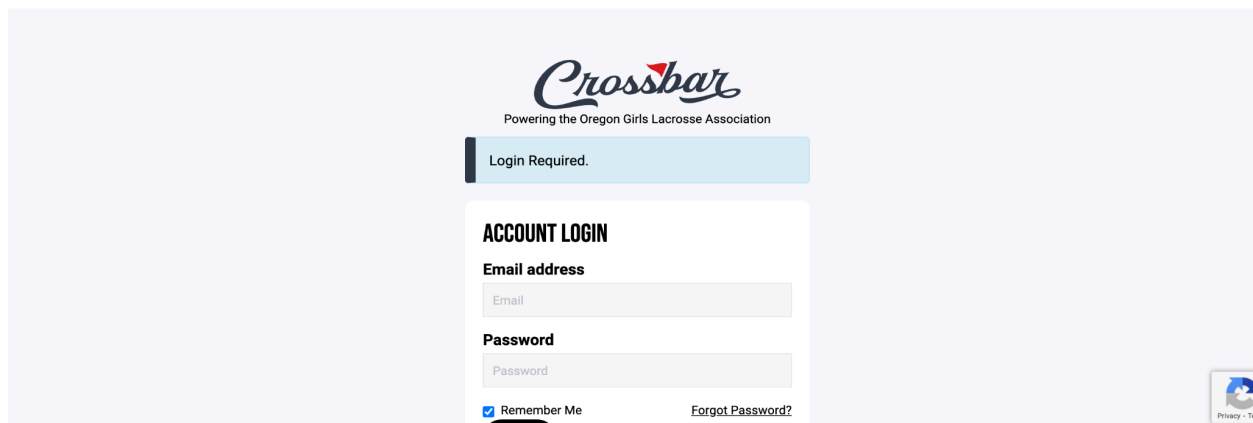 Crossbar
Powering the Oregon Girls Lacrosse Association
Login Required.
ACCOUNT LOGIN
Email address
Email
Password
Password
Remember Me Forgot Password?
Privacy -